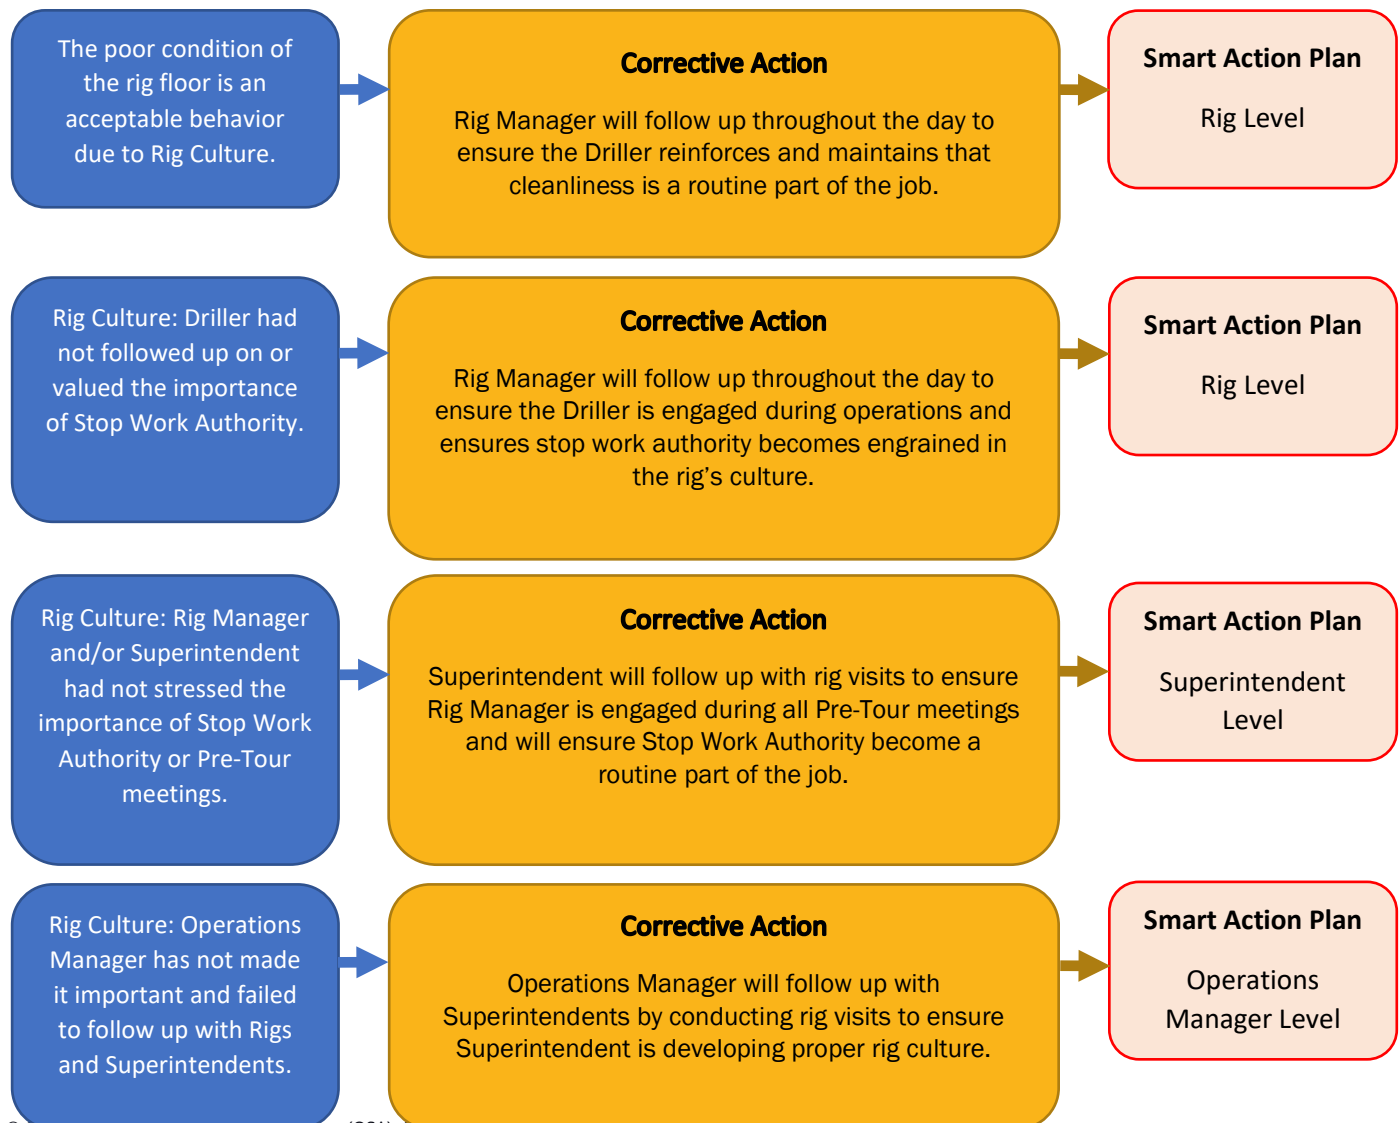 The poor condition of
the rig floor is an
acceptable behavior
due to Rig Culture.
Corrective Action
Rig Manager will follow up throughout the day to
ensure the Driller reinforces and maintains that
cleanliness is a routine part of the job.
Smart Action Plan
Rig Level
Rig Culture: Driller had
not followed up on or
valued the importance
of Stop Work Authority.
Corrective Action
Rig Manager will follow up throughout the day to
ensure the Driller is engaged during operations and
ensures stop work authority becomes engrained in
the rig's culture.
Smart Action Plan
Rig Level
Rig Culture: Rig Manager
and/or Superintendent
had not stressed the
importance of Stop Work
Authority or Pre-Tour
meetings.
Corrective Action
Superintendent will follow up with rig visits to ensure
Rig Manager is engaged during all Pre-Tour meetings
and will ensure Stop Work Authority become a
routine part of the job.
Smart Action Plan
Superintendent
Level
Rig Culture: Operations
Manager has not made
it important and failed
to follow up with Rigs
and Superintendents.
Corrective Action
Operations Manager will follow up with
Superintendents by conducting rig visits to ensure
Superintendent is developing proper rig culture.
Smart Action Plan
Operations
Manager Level